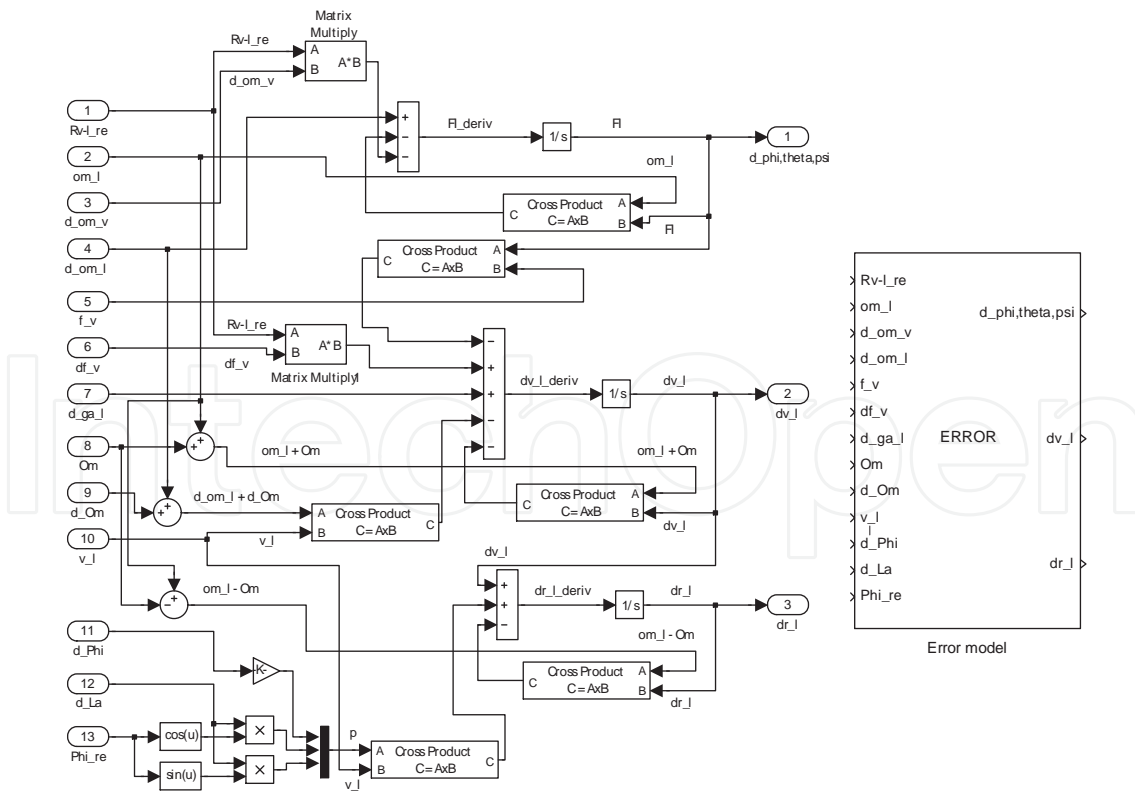 Matrix
Multiply
Rv-l_re
A
B
A*B
d_om_v
1
Rv-l_re
+
−
−
Fl_deriv
1/s
Fl
1
d_phi,theta,psi
2
om_l
om_l
3
d_om_v
Cross Product
C = AxB
A
B
C
Fl
4
d_om_l
Cross Product
C = AxB
A
B
C
5
f_v
Rv-l_re
A
B
A*B
6
df_v
df_v
Matrix Multiply1
−
+
+
−
−
dv_l_deriv
1/s
dv_l
2
dv_l
7
d_ga_l
8
Om
+
+
om_l + Om
om_l + Om
9
d_Om
+
+
d_om_l + d_Om
A
B
Cross Product
C = AxB
C
Cross Product
C = AxB
A
B
C
dv_l
10
v_l
v_l
dv_l
om_l - Om
−
+
+
+
−
dr_l_deriv
1/s
dr_l
3
dr_l
11
d_Phi
om_l - Om
-K-
Cross Product
C = AxB
A
B
C
dr_l
12
d_La
13
Phi_re
cos(u)
×
sin(u)
×
p
A
B
Cross Product
C = AxB
C
v_l
Rv-l_re
om_l
d_om_v
d_om_l
f_v
df_v
d_ga_l
Om
d_Om
v_l
l
d_Phi
d_La
Phi_re
ERROR
d_phi,theta,psi
dv_l
dr_l
Error model
IntechOpen